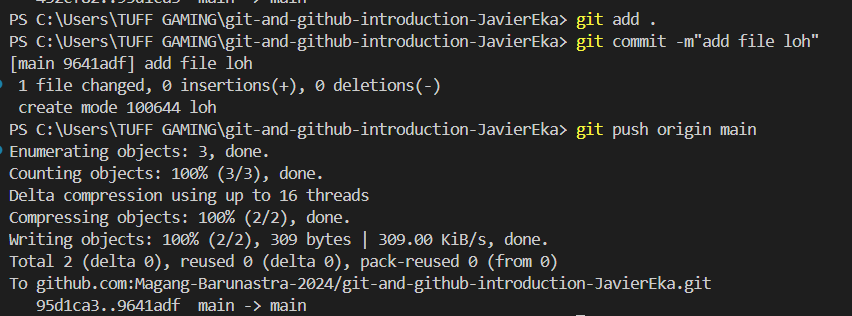 PS C:\Users\TUFF GAMING\git-and-github-introduction-JavierEka> git add .
PS C:\Users\TUFF GAMING\git-and-github-introduction-JavierEka> git commit -m"add file loh"
[main 9641adf] add file loh
 1 file changed, 0 insertions(+), 0 deletions(-)
 create mode 100644 loh
PS C:\Users\TUFF GAMING\git-and-github-introduction-JavierEka> git push origin main
Enumerating objects: 3, done.
Counting objects: 100% (3/3), done.
Delta compression using up to 16 threads
Compressing objects: 100% (2/2), done.
Writing objects: 100% (2/2), 309 bytes | 309.00 KiB/s, done.
Total 2 (delta 0), reused 0 (delta 0), pack-reused 0 (from 0)
To github.com:Magang-Barunastra-2024/git-and-github-introduction-JavierEka.git
   95d1ca3..9641adf  main -> main